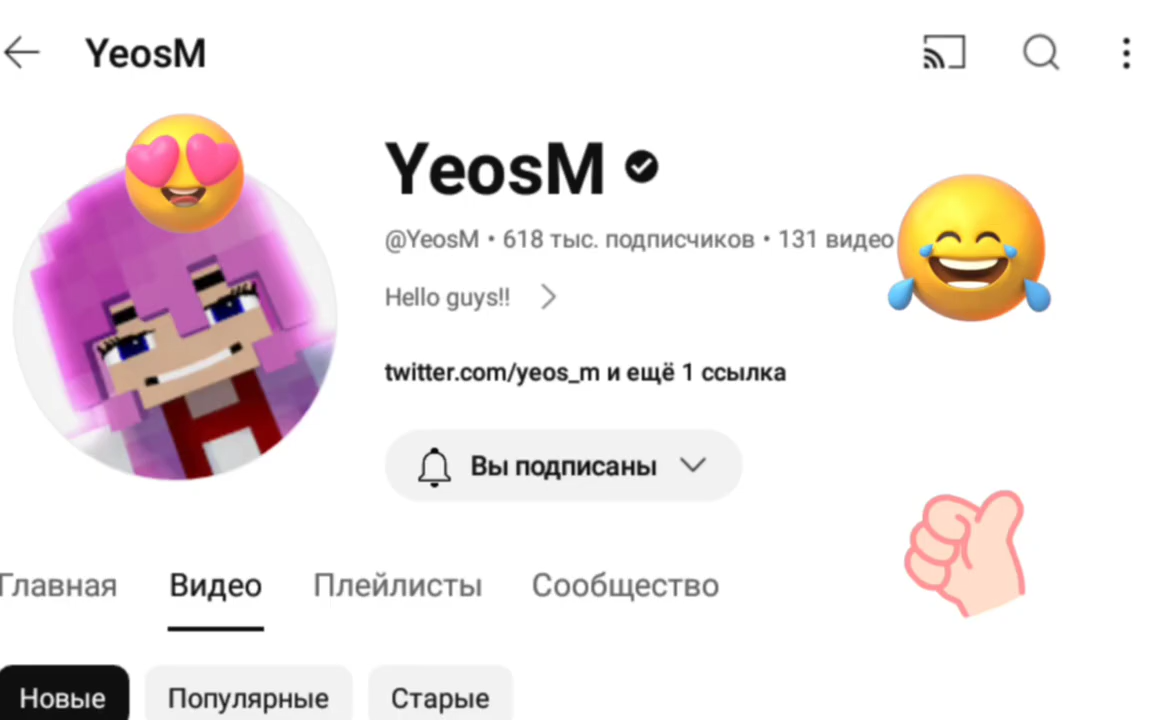 YeosM
YeosM
@YeosM • 618 тыс. подписчиков • 131 видео
Hello guys!!
twitter.com/yeos_m и ещё 1 ссылка
Вы подписаны
Главная Видео Плейлисты Сообщество
Новые Популярные Старые